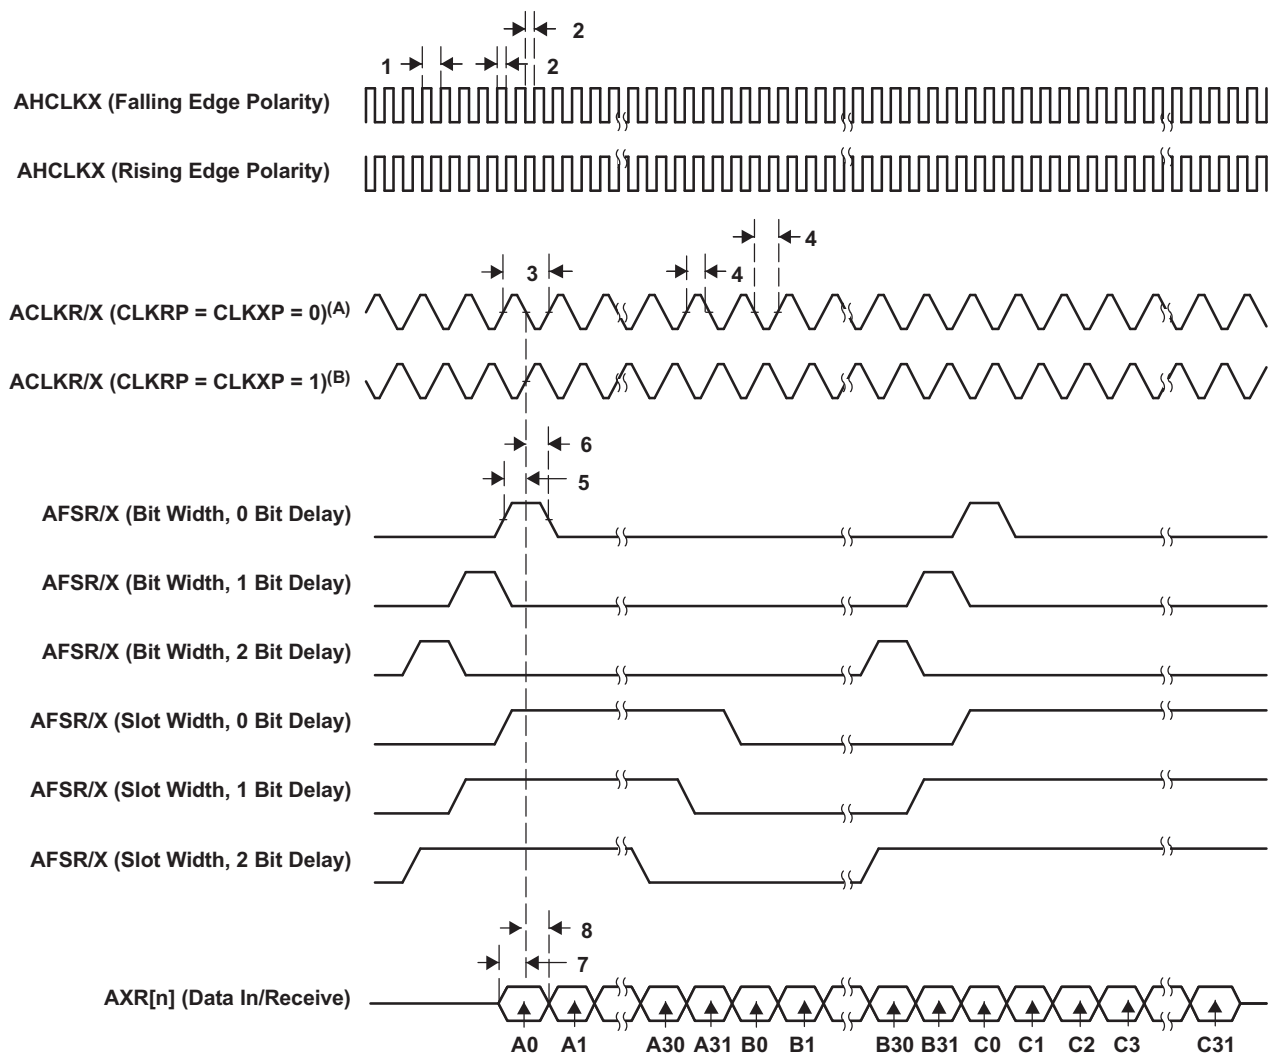 2
1
2
AHCLKX (Falling Edge Polarity)
AHCLKX (Rising Edge Polarity)
4
3
4
ACLKR/X (CLKRP = CLKXP = 0)(A)
ACLKR/X (CLKRP = CLKXP = 1)(B)
6
5
AFSR/X (Bit Width, 0 Bit Delay)
AFSR/X (Bit Width, 1 Bit Delay)
AFSR/X (Bit Width, 2 Bit Delay)
AFSR/X (Slot Width, 0 Bit Delay)
AFSR/X (Slot Width, 1 Bit Delay)
AFSR/X (Slot Width, 2 Bit Delay)
8
7
AXR[n] (Data In/Receive)
A0 A1 A30 A31 B0 B1 B30 B31 C0 C1 C2 C3 C31